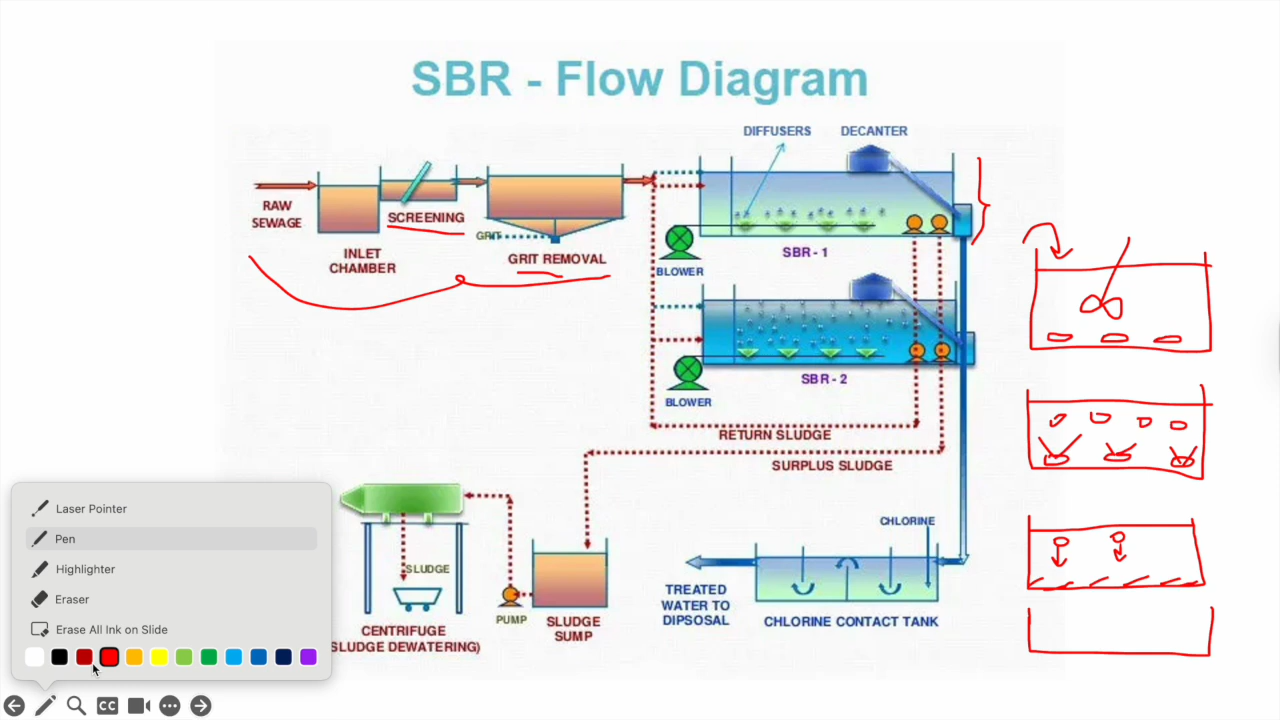 SBR - Flow Diagram
DIFFUSERS
DECANTER
RAW
SEWAGE
SCREENING
INLET
CHAMBER
GRIT
GRIT REMOVAL
BLOWER
SBR - 1
BLOWER
SBR - 2
RETURN SLUDGE
SURPLUS SLUDGE
CHLORINE
SLUDGE
TREATED
WATER TO
DIPSOSAL
CHLORINE CONTACT TANK
PUMP
SLUDGE
SUMP
CENTRIFUGE
SLUDGE DEWATERING)
Laser Pointer
Pen
Highlighter
Eraser
Erase All Ink on Slide
CC